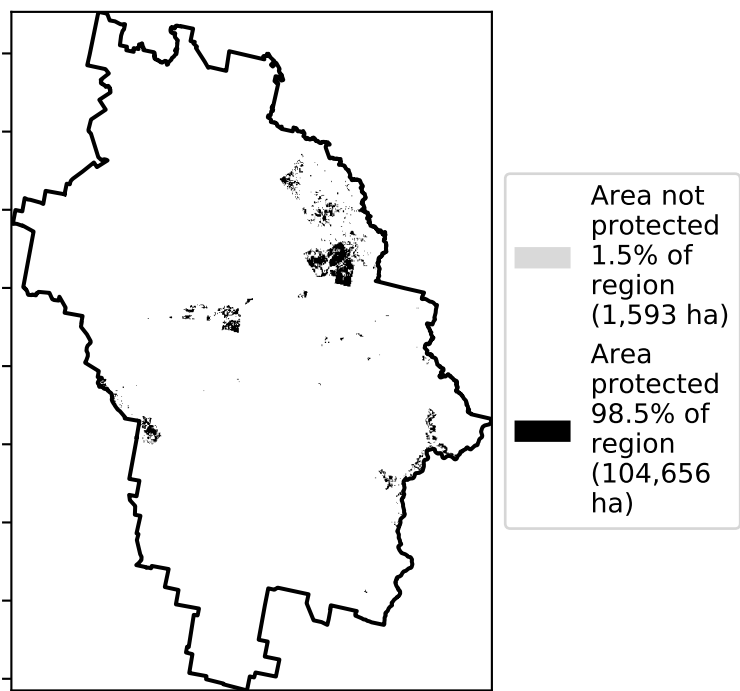 Area not
protected
1.5% of
region
(1,593 ha)
Area
protected
98.5% of
region
(104,656
ha)